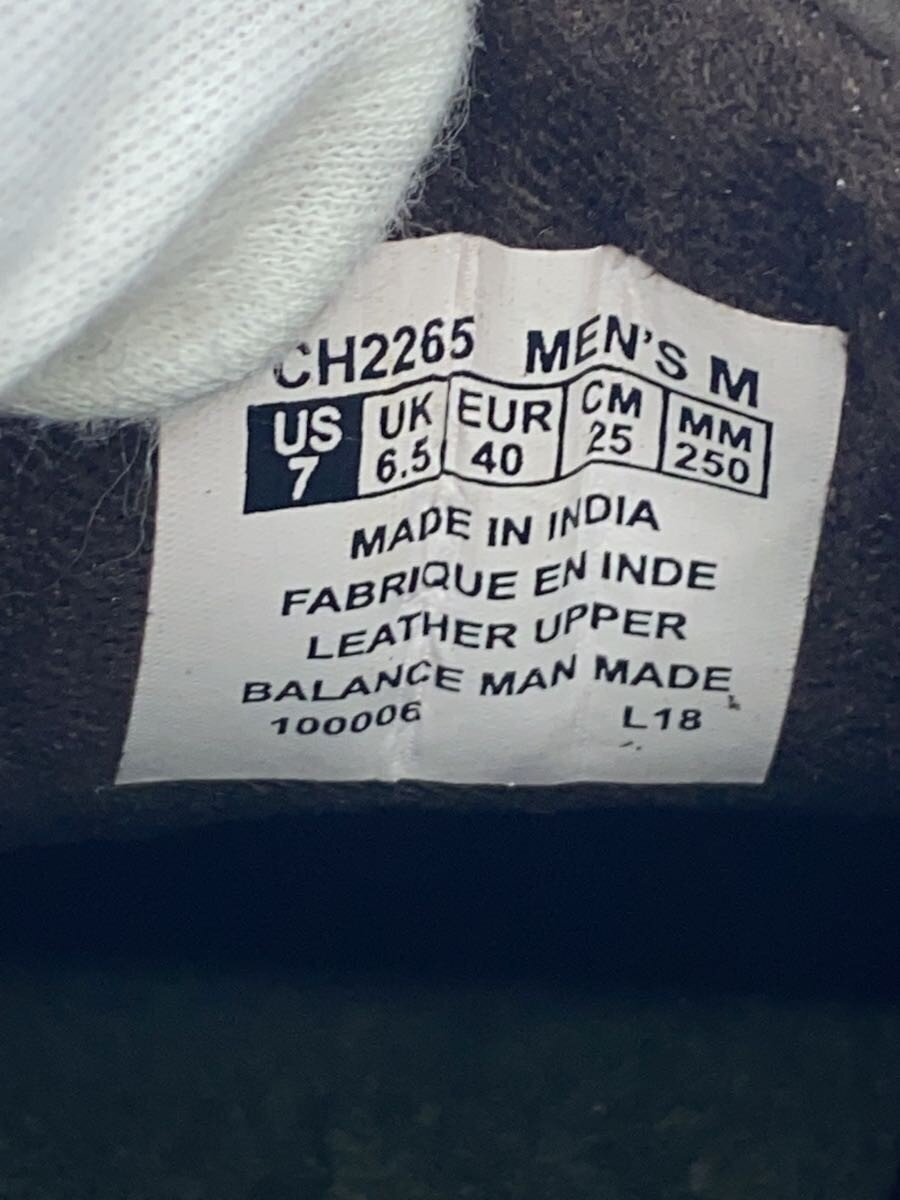 CH2265 MEN'S M
US UK EUR CM MM
7 6.5 40 25 250
MADE IN INDIA
FABRIQUE EN INDE
LEATHER UPPER
BALANCE MAN MADE
100006 L18